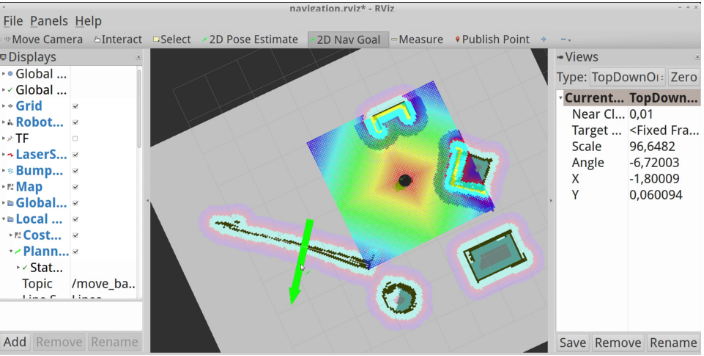 navigation.rviz* - RViz
File Panels Help
Move Camera Interact Select 2D Pose Estimate 2D Nav Goal Measure Publish Point
Displays
Global ...
Global ...
Grid
Robot...
TF
LaserS...
Bump...
Map
Global...
Local ...
Cost...
Plann...
Stat...
Topic /move_ba..
Add Remove Rename
Views
Type: TopDownO Zero
Current... TopDown...
Near Cl... 0,01
Target ... <Fixed Fra...
Scale 96,6482
Angle -6,72003
X -1,80009
Y 0,060094
Save Remove Rename